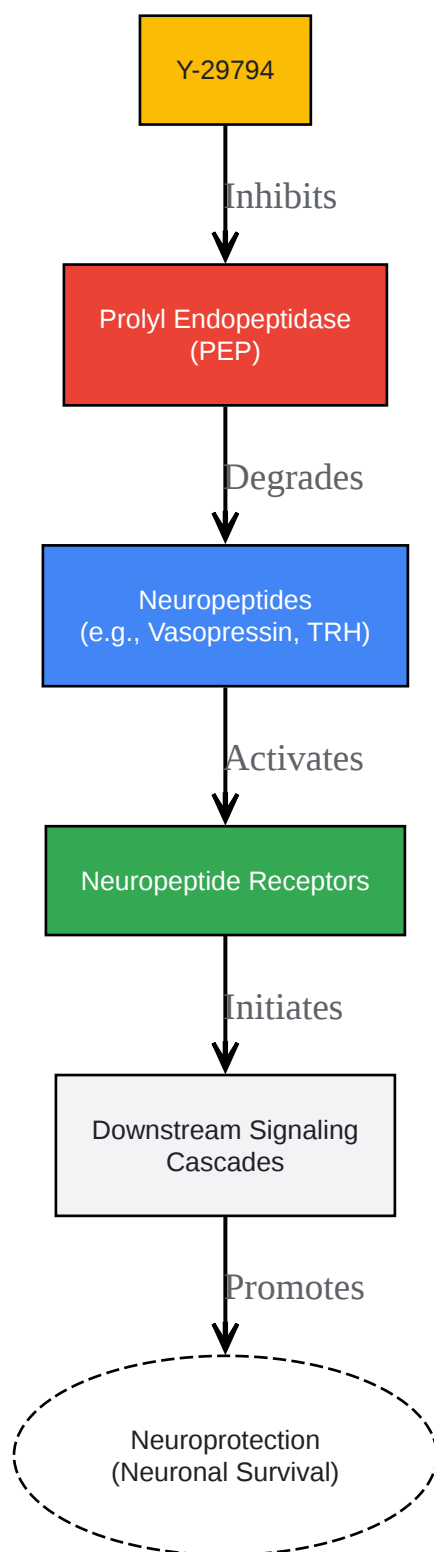 Y-29794
Inhibits
Prolyl Endopeptidase
(PEP)
Degrades
Neuropeptides
(e.g., Vasopressin, TRH)
Activates
Neuropeptide Receptors
Initiates
Downstream Signaling
Cascades
Promotes
Neuroprotection
(Neuronal Survival)